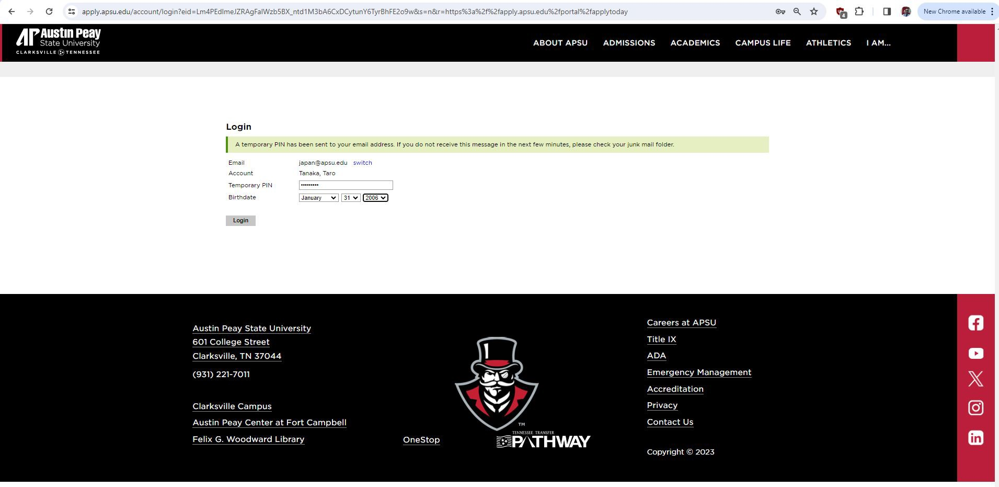 apply.apsu.edu/account/login?eid=Lm4PEdImeJZRAgFalWzb5BX_ntd1M3bA6CxDCytunY6TyrBhFE2o9w&s=n&r=https%3a%2f%2fapply.apsu.edu%2fportal%2fapplytoday
4
New Chrome available
AP Austin Peay
State University
CLARKSVILLE TENNESSEE
ABOUT APSU ADMISSIONS ACADEMICS CAMPUS LIFE ATHLETICS I AM...
Login
A temporary PIN has been sent to your email address. If you do not receive this message in the next few minutes, please check your junk mail folder.
Email japan@apsu.edu switch
Account Tanaka, Taro
Temporary PIN •••••••••
Birthdate January 31 2006
Login
Austin Peay State University
601 College Street
Clarksville, TN 37044
(931) 221-7011
Clarksville Campus
Austin Peay Center at Fort Campbell
Felix G. Woodward Library
OneStop
TM
TENNESSEE TRANSFER
PATHWAY
Careers at APSU
Title IX
ADA
Emergency Management
Accreditation
Privacy
Contact Us
Copyright © 2023